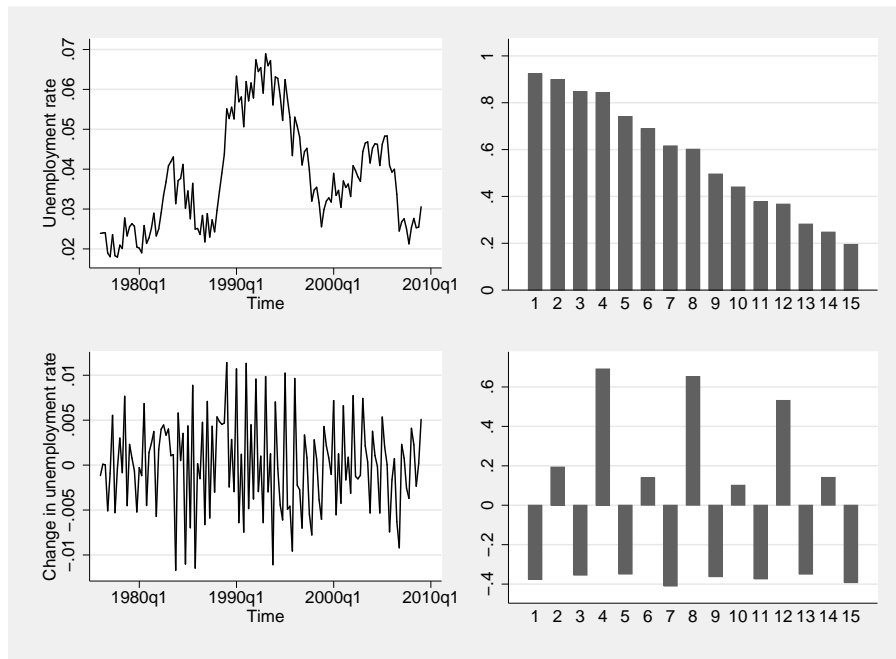 Unemployment rate
.07
.06
.05
.04
.03
.02
1980q1 1990q1 2000q1 2010q1
Time
1
.8
.6
.4
.2
0
1 2 3 4 5 6 7 8 9 10 11 12 13 14 15
Change in unemployment rate
.01
.005
0
-.005
-.01
1980q1 1990q1 2000q1 2010q1
Time
.6
.4
.2
0
-.2
-.4
1 2 3 4 5 6 7 8 9 10 11 12 13 14 15